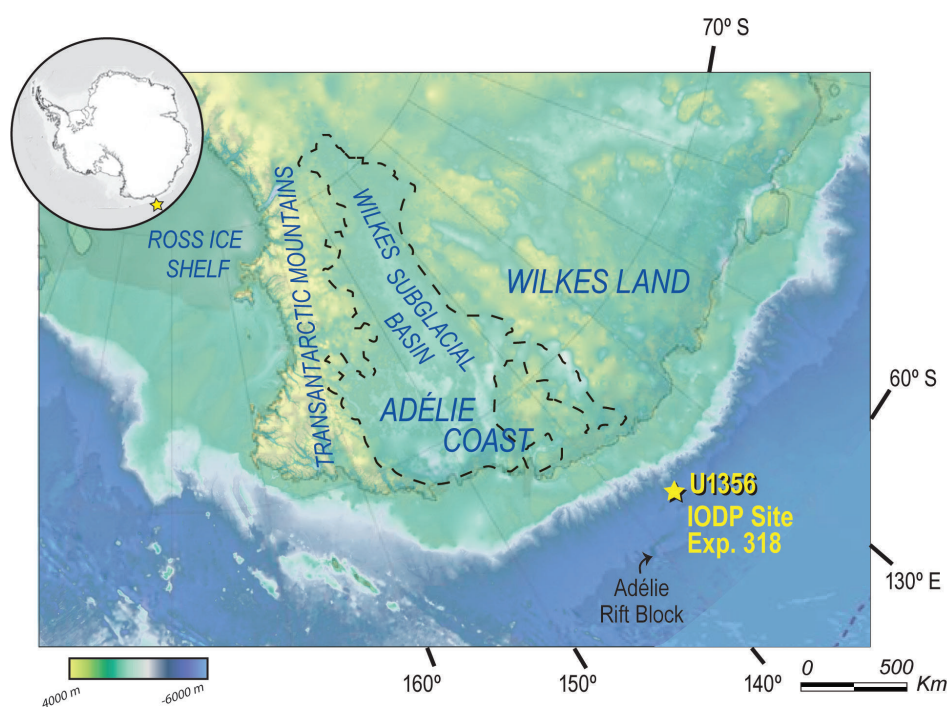 70º S
ROSS ICE
SHELF
TRANSANTARCTIC MOUNTAINS
WILKES SUBGLACIAL
BASIN
WILKES LAND
ADÉLIE
COAST
60º S
U1356
IODP Site
Exp. 318
Adélie
Rift Block
130º E
4000 m
-6000 m
160º
150º
140º
0 500
Km